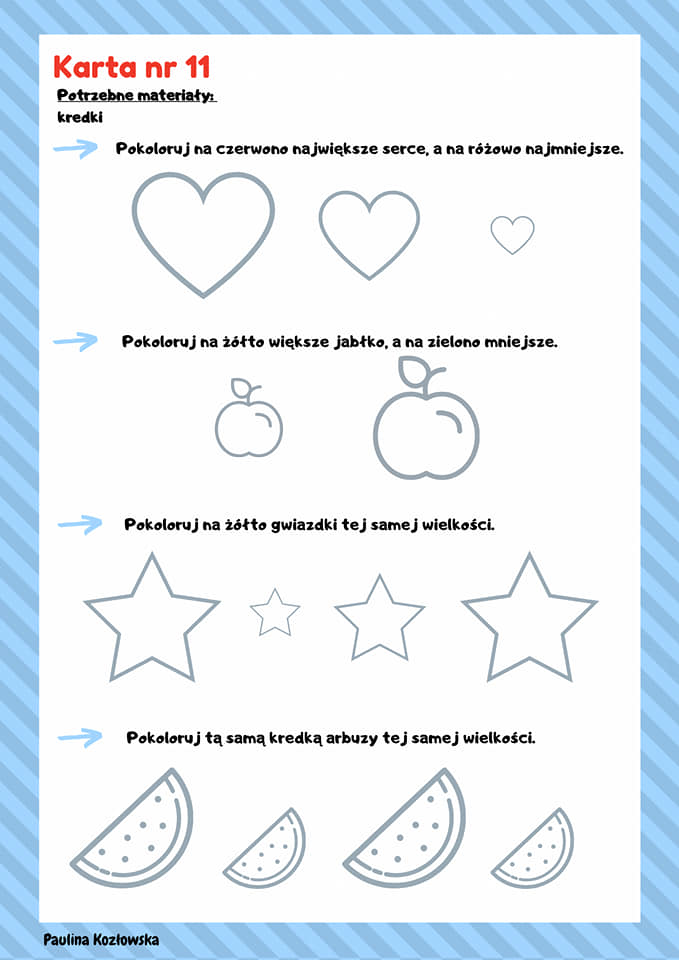 Karta nr 11
Potrzebne materiały:
kredki
Pokoloruj na czerwono największe serce, a na różowo najmniejsze.
Pokoloruj na żółto większe jabłko, a na zielono mniejsze.
Pokoloruj na żółto gwiazdki tej samej wielkości.
Pokoloruj tą samą kredką arbuzy tej samej wielkości.
Paulina Kozłowska